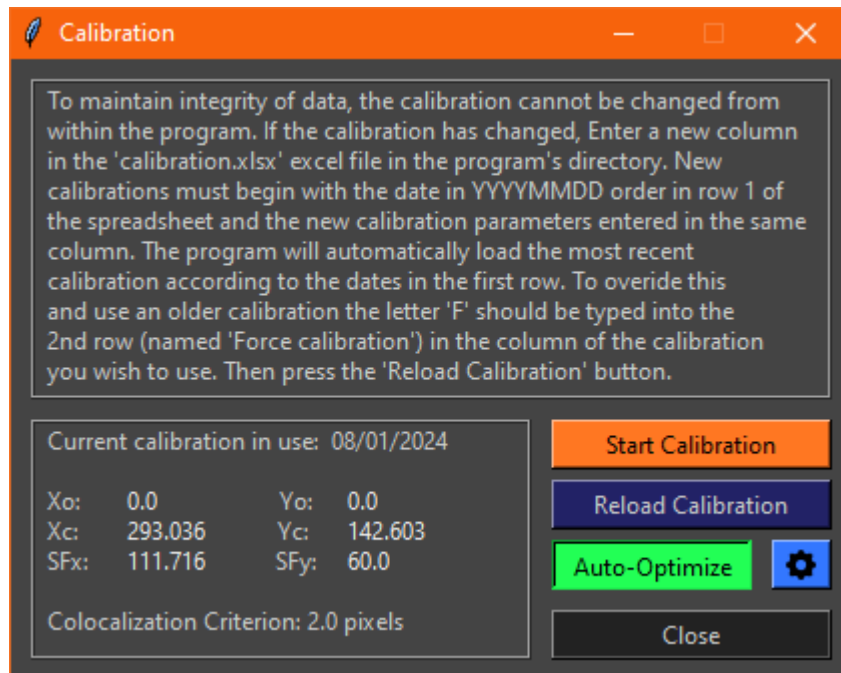 Calibration
To maintain integrity of data, the calibration cannot be changed from
within the program. If the calibration has changed, Enter a new column
in the 'calibration.xlsx' excel file in the program's directory. New
calibrations must begin with the date in YYYYMMDD order in row 1 of
the spreadsheet and the new calibration parameters entered in the same
column. The program will automatically load the most recent
calibration according to the dates in the first row. To overide this
and use an older calibration the letter 'F' should be typed into the
2nd row (named 'Force calibration') in the column of the calibration
you wish to use. Then press the 'Reload Calibration' button.
Current calibration in use: 08/01/2024
Xo: 0.0 Yo: 0.0
Xc: 293.036 Yc: 142.603
SFx: 111.716 SFy: 60.0
Colocalization Criterion: 2.0 pixels
Start Calibration
Reload Calibration
Auto-Optimize
Close